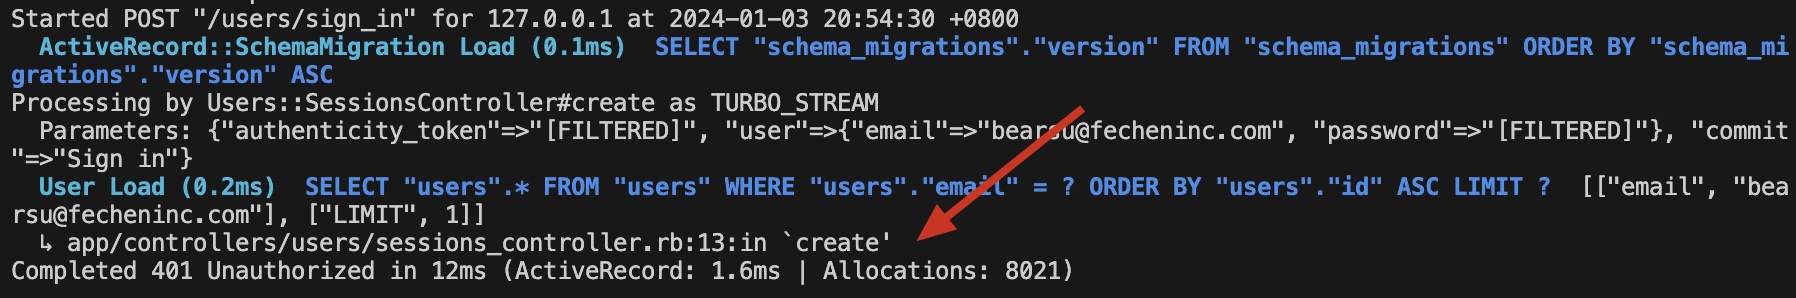 Started POST "/users/sign_in" for 127.0.0.1 at 2024-01-03 20:54:30 +0800
  ActiveRecord::SchemaMigration Load (0.1ms)  SELECT "schema_migrations"."version" FROM "schema_migrations" ORDER BY "schema_mi
grations"."version" ASC
Processing by Users::SessionsController#create as TURBO_STREAM
  Parameters: {"authenticity_token"=>"[FILTERED]", "user"=>{"email"=>"bearsu@fecheninc.com", "password"=>"[FILTERED]"}, "commit
"=>"Sign in"}
  User Load (0.2ms)  SELECT "users".* FROM "users" WHERE "users"."email" = ? ORDER BY "users"."id" ASC LIMIT ?  [["email", "bea
rsu@fecheninc.com"], ["LIMIT", 1]]
  ↳ app/controllers/users/sessions_controller.rb:13:in `create'
Completed 401 Unauthorized in 12ms (ActiveRecord: 1.6ms | Allocations: 8021)